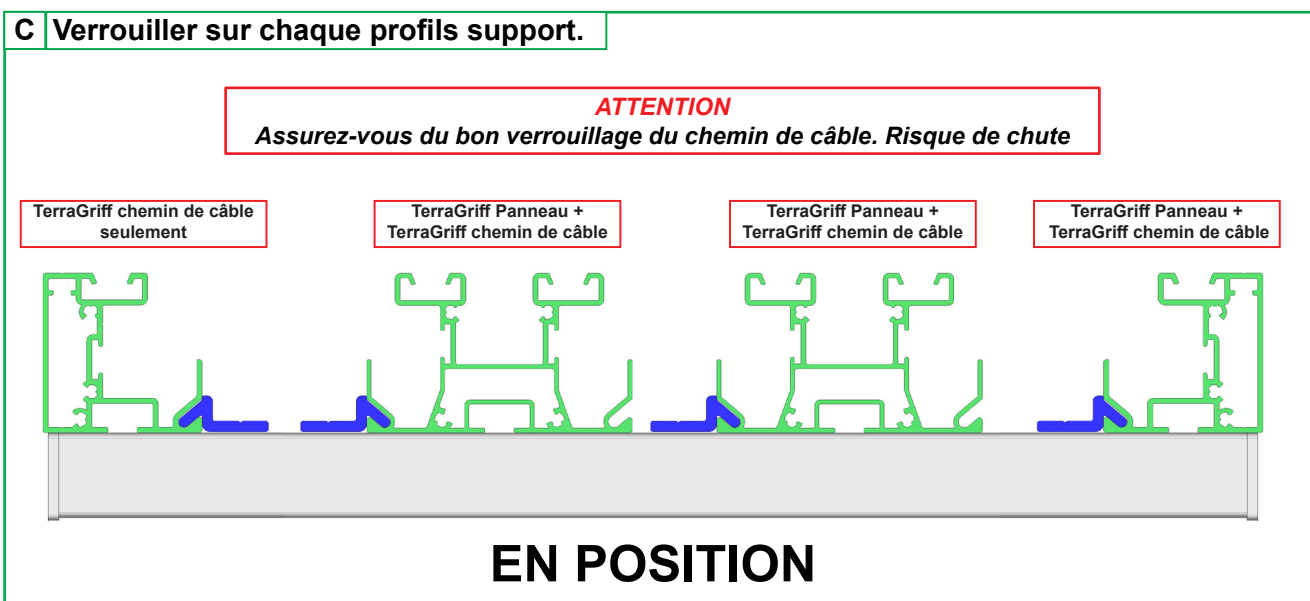 C Verrouiller sur chaque profils support.
ATTENTION
Assurez-vous du bon verrouillage du chemin de câble. Risque de chute
TerraGriff chemin de câble
seulement
TerraGriff Panneau +
TerraGriff chemin de câble
TerraGriff Panneau +
TerraGriff chemin de câble
TerraGriff Panneau +
TerraGriff chemin de câble
EN POSITION